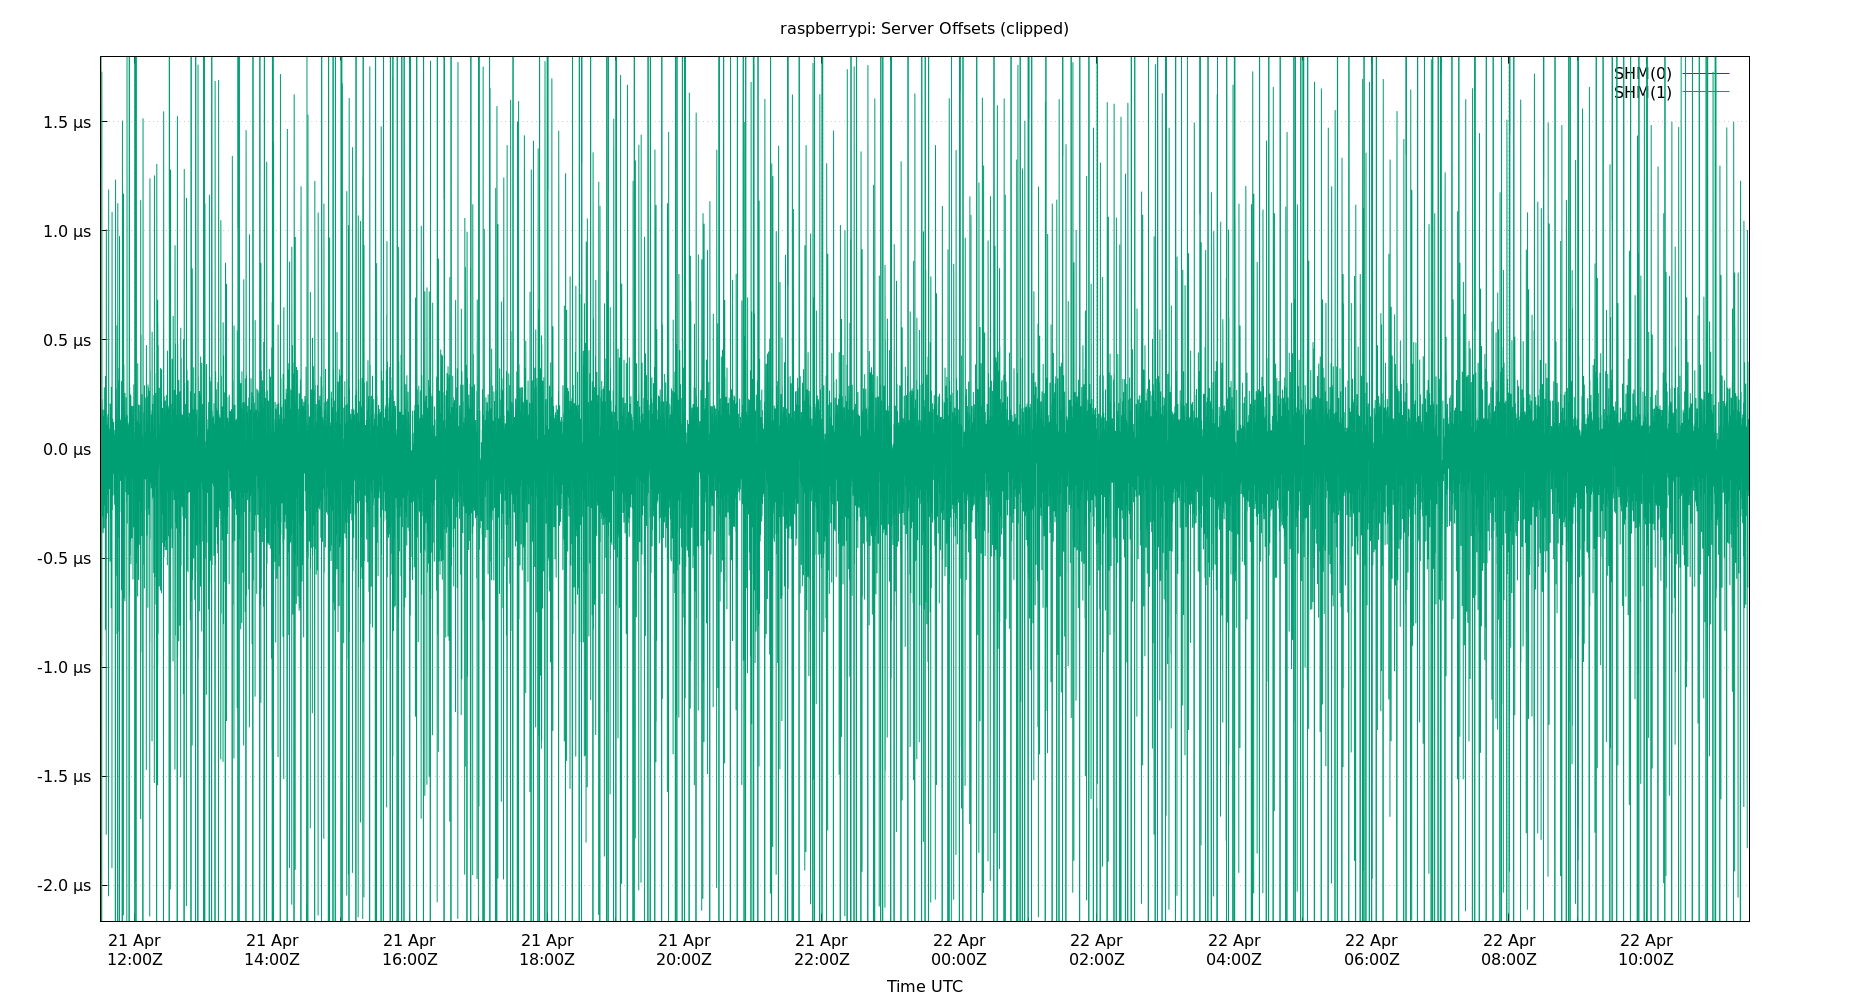 raspberrypi: Server Offsets (clipped)
SHM(0)
SHM(1)
1.5 µs
1.0 µs
0.5 µs
0.0 µs
-0.5 µs
-1.0 µs
-1.5 µs
-2.0 µs
21 Apr 21 Apr 21 Apr 21 Apr 21 Apr 21 Apr 22 Apr 22 Apr 22 Apr 22 Apr 22 Apr 22 Apr
12:00Z 14:00Z 16:00Z 18:00Z 20:00Z 22:00Z 00:00Z 02:00Z 04:00Z 06:00Z 08:00Z 10:00Z
Time UTC